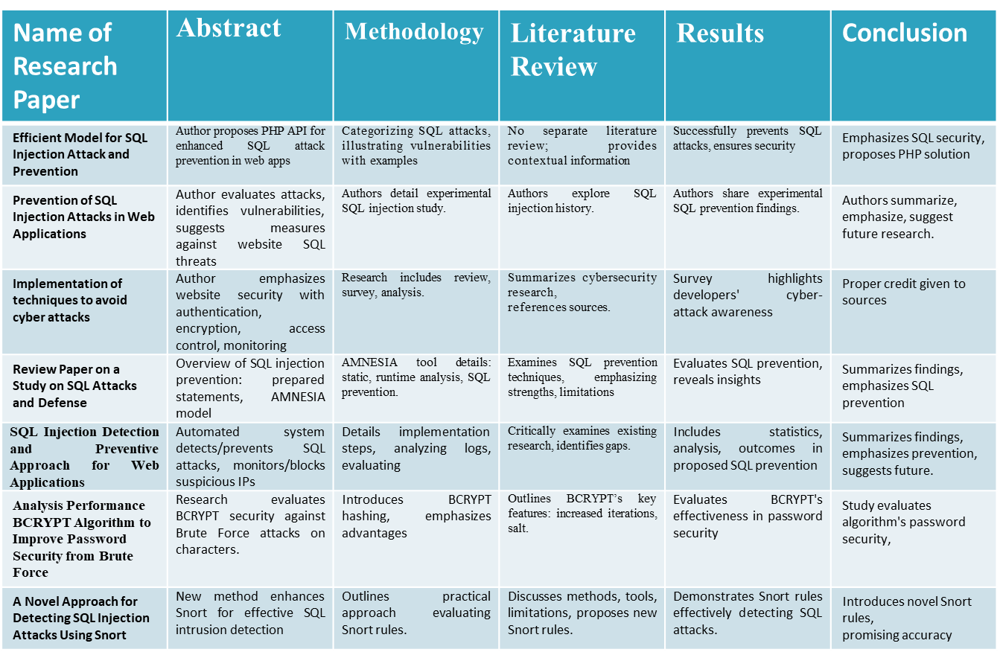 Name of
Research
Paper
Abstract
Methodology
Literature
Review
Results
Conclusion
Efficient Model for SQL
Injection Attack and
Prevention
Author proposes PHP API for
enhanced SQL attack
prevention in web apps
Categorizing SQL attacks,
illustrating vulnerabilities
with examples
No separate literature
review; provides
contextual information
Successfully prevents SQL
attacks, ensures security
Emphasizes SQL security,
proposes PHP solution
Prevention of SQL
Injection Attacks in Web
Applications
Author evaluates attacks,
identifies vulnerabilities,
suggests measures
against website SQL
threats
Authors detail experimental
SQL injection study.
Authors explore SQL
injection history.
Authors share experimental
SQL prevention findings.
Authors summarize,
emphasize, suggest
future research.
Implementation of
techniques to avoid
cyber attacks
Author emphasizes
website security with
authentication,
encryption, access
control, monitoring
Research includes review,
survey, analysis.
Summarizes cybersecurity
research,
references sources.
Survey highlights
developers' cyber-
attack awareness
Proper credit given to
sources
Review Paper on a
Study on SQL Attacks
and Defense
Overview of SQL injection
prevention: prepared
statements, AMNESIA
model
AMNESIA tool details:
static, runtime analysis, SQL
prevention.
Examines SQL prevention
techniques, emphasizing
strengths, limitations
Evaluates SQL prevention,
reveals insights
Summarizes findings,
emphasizes SQL
prevention
SQL Injection Detection
and Preventive
Approach for Web
Applications
Automated system
detects/prevents SQL
attacks, monitors/blocks
suspicious IPs
Details implementation
steps, analyzing logs,
evaluating
Critically examines existing
research, identifies gaps.
Includes statistics,
analysis, outcomes in
proposed SQL prevention
Summarizes findings,
emphasizes prevention,
suggests future.
Analysis Performance
BCRYPT Algorithm to
Improve Password
Security from Brute
Force
Research evaluates
BCRYPT security against
Brute Force attacks on
characters.
Introduces BCRYPT
hashing, emphasizes
advantages
Outlines BCRYPT’s key
features: increased iterations,
salt.
Evaluates BCRYPT's
effectiveness in password
security
Study evaluates
algorithm's password
security,
A Novel Approach for
Detecting SQL Injection
Attacks Using Snort
New method enhances
Snort for effective SQL
intrusion detection
Outlines practical
approach evaluating
Snort rules.
Discusses methods, tools,
limitations, proposes new
Snort rules.
Demonstrates Snort rules
effectively detecting SQL
attacks.
Introduces novel Snort
rules,
promising accuracy